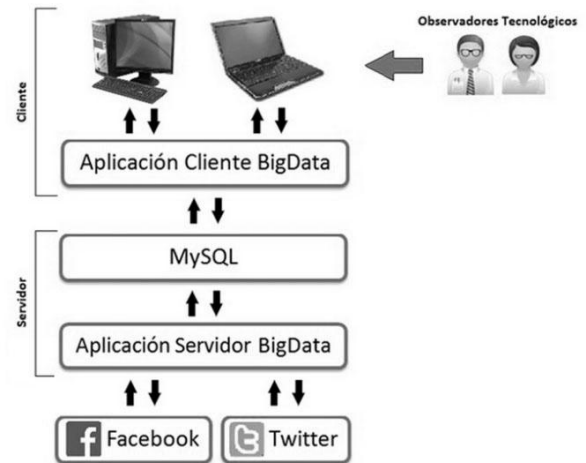 Observadores Tecnológicos
Cliente
Aplicación Cliente BigData
Servidor
MySQL
Aplicación Servidor BigData
Facebook
Twitter